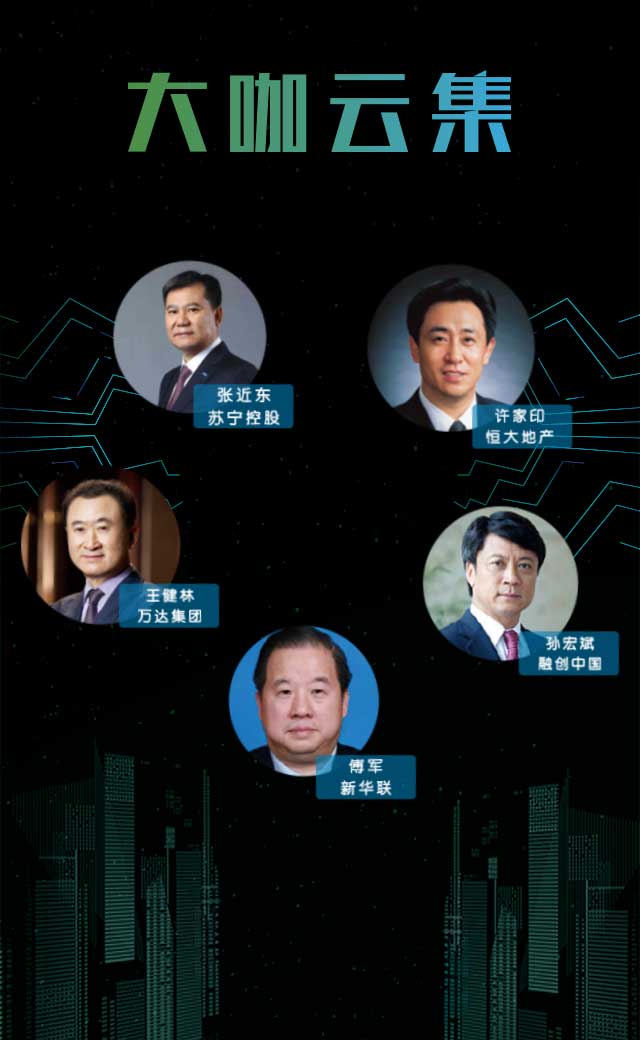 大咖云集
张近东
苏宁控股
许家印
恒大地产
王健林
万达集团
孙宏斌
融创中国
傅军
新华联